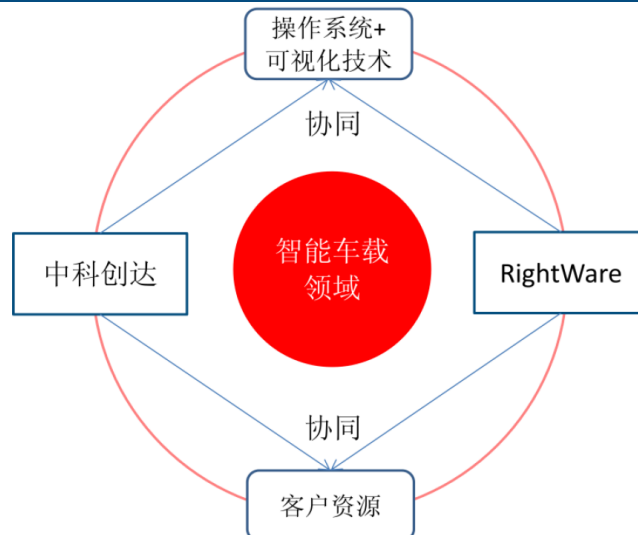 操作系统+
可视化技术
协同
中科创达
智能车载
领域
RightWare
协同
客户资源